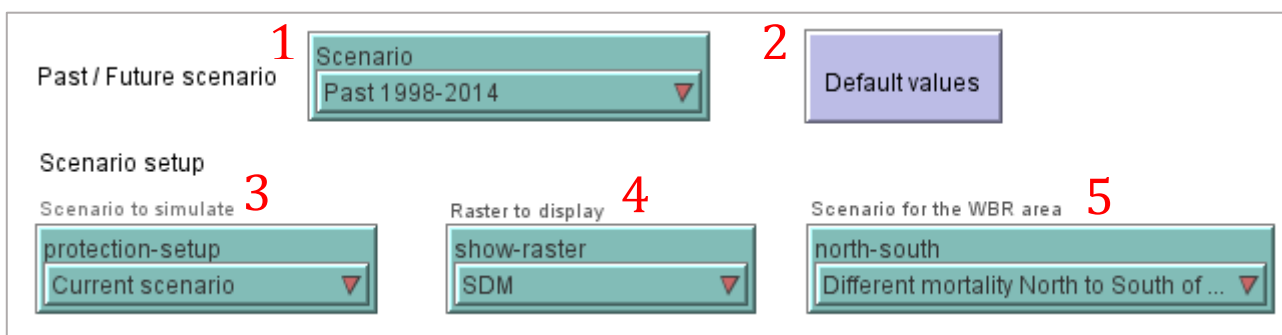 1
Scenario
2
Past / Future scenario
Past 1998-2014
Default values
Scenario setup
3
4
5
Scenario to simulate
Raster to display
Scenario for the WBR area
protection-setup
show-raster
north-south
Current scenario
SDM
Different mortality North to South of ...